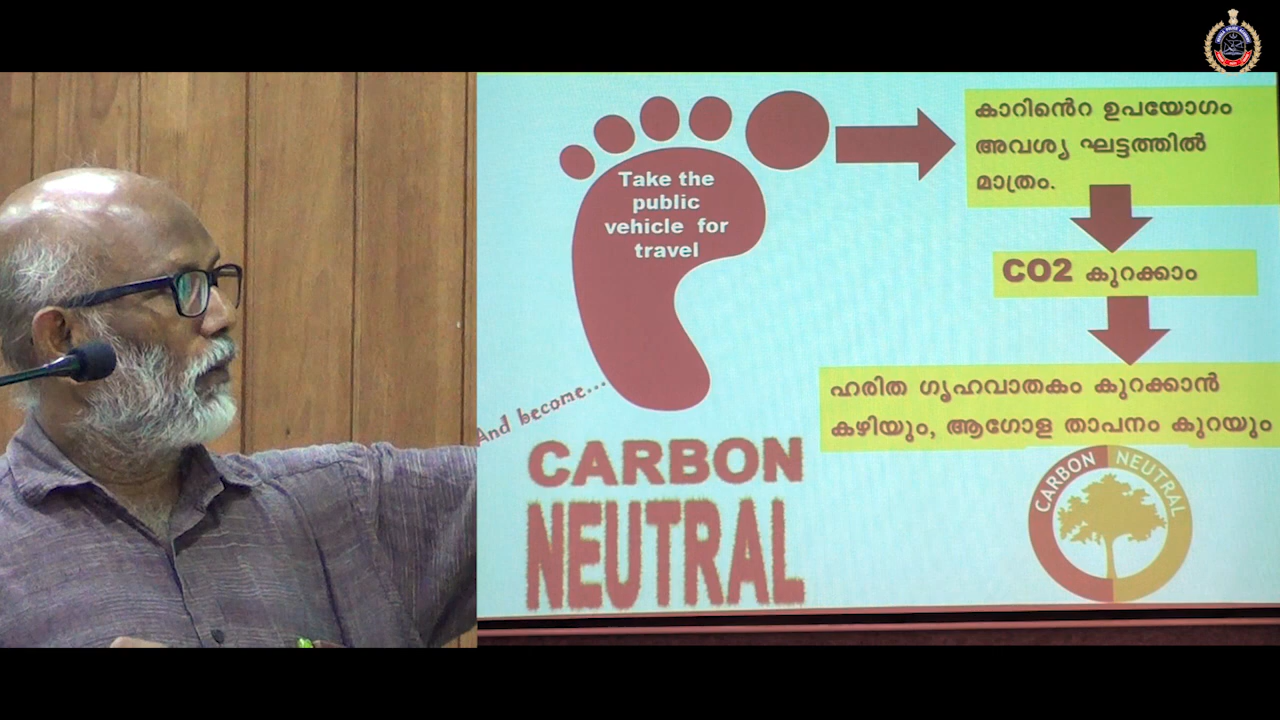 Take the
public
vehicle for
travel
കാറിൻെറ ഉപയോഗം
അവശ്യ ഘട്ടത്തിൽ
മാത്രം.
CO2 കുറക്കാം
ഹരിത ഗൃഹവാതകം കുറക്കാൻ
കഴിയും, ആഗോള താപനം കുറയും
And become...
CARBON
NEUTRAL
CARBON NEUTRAL